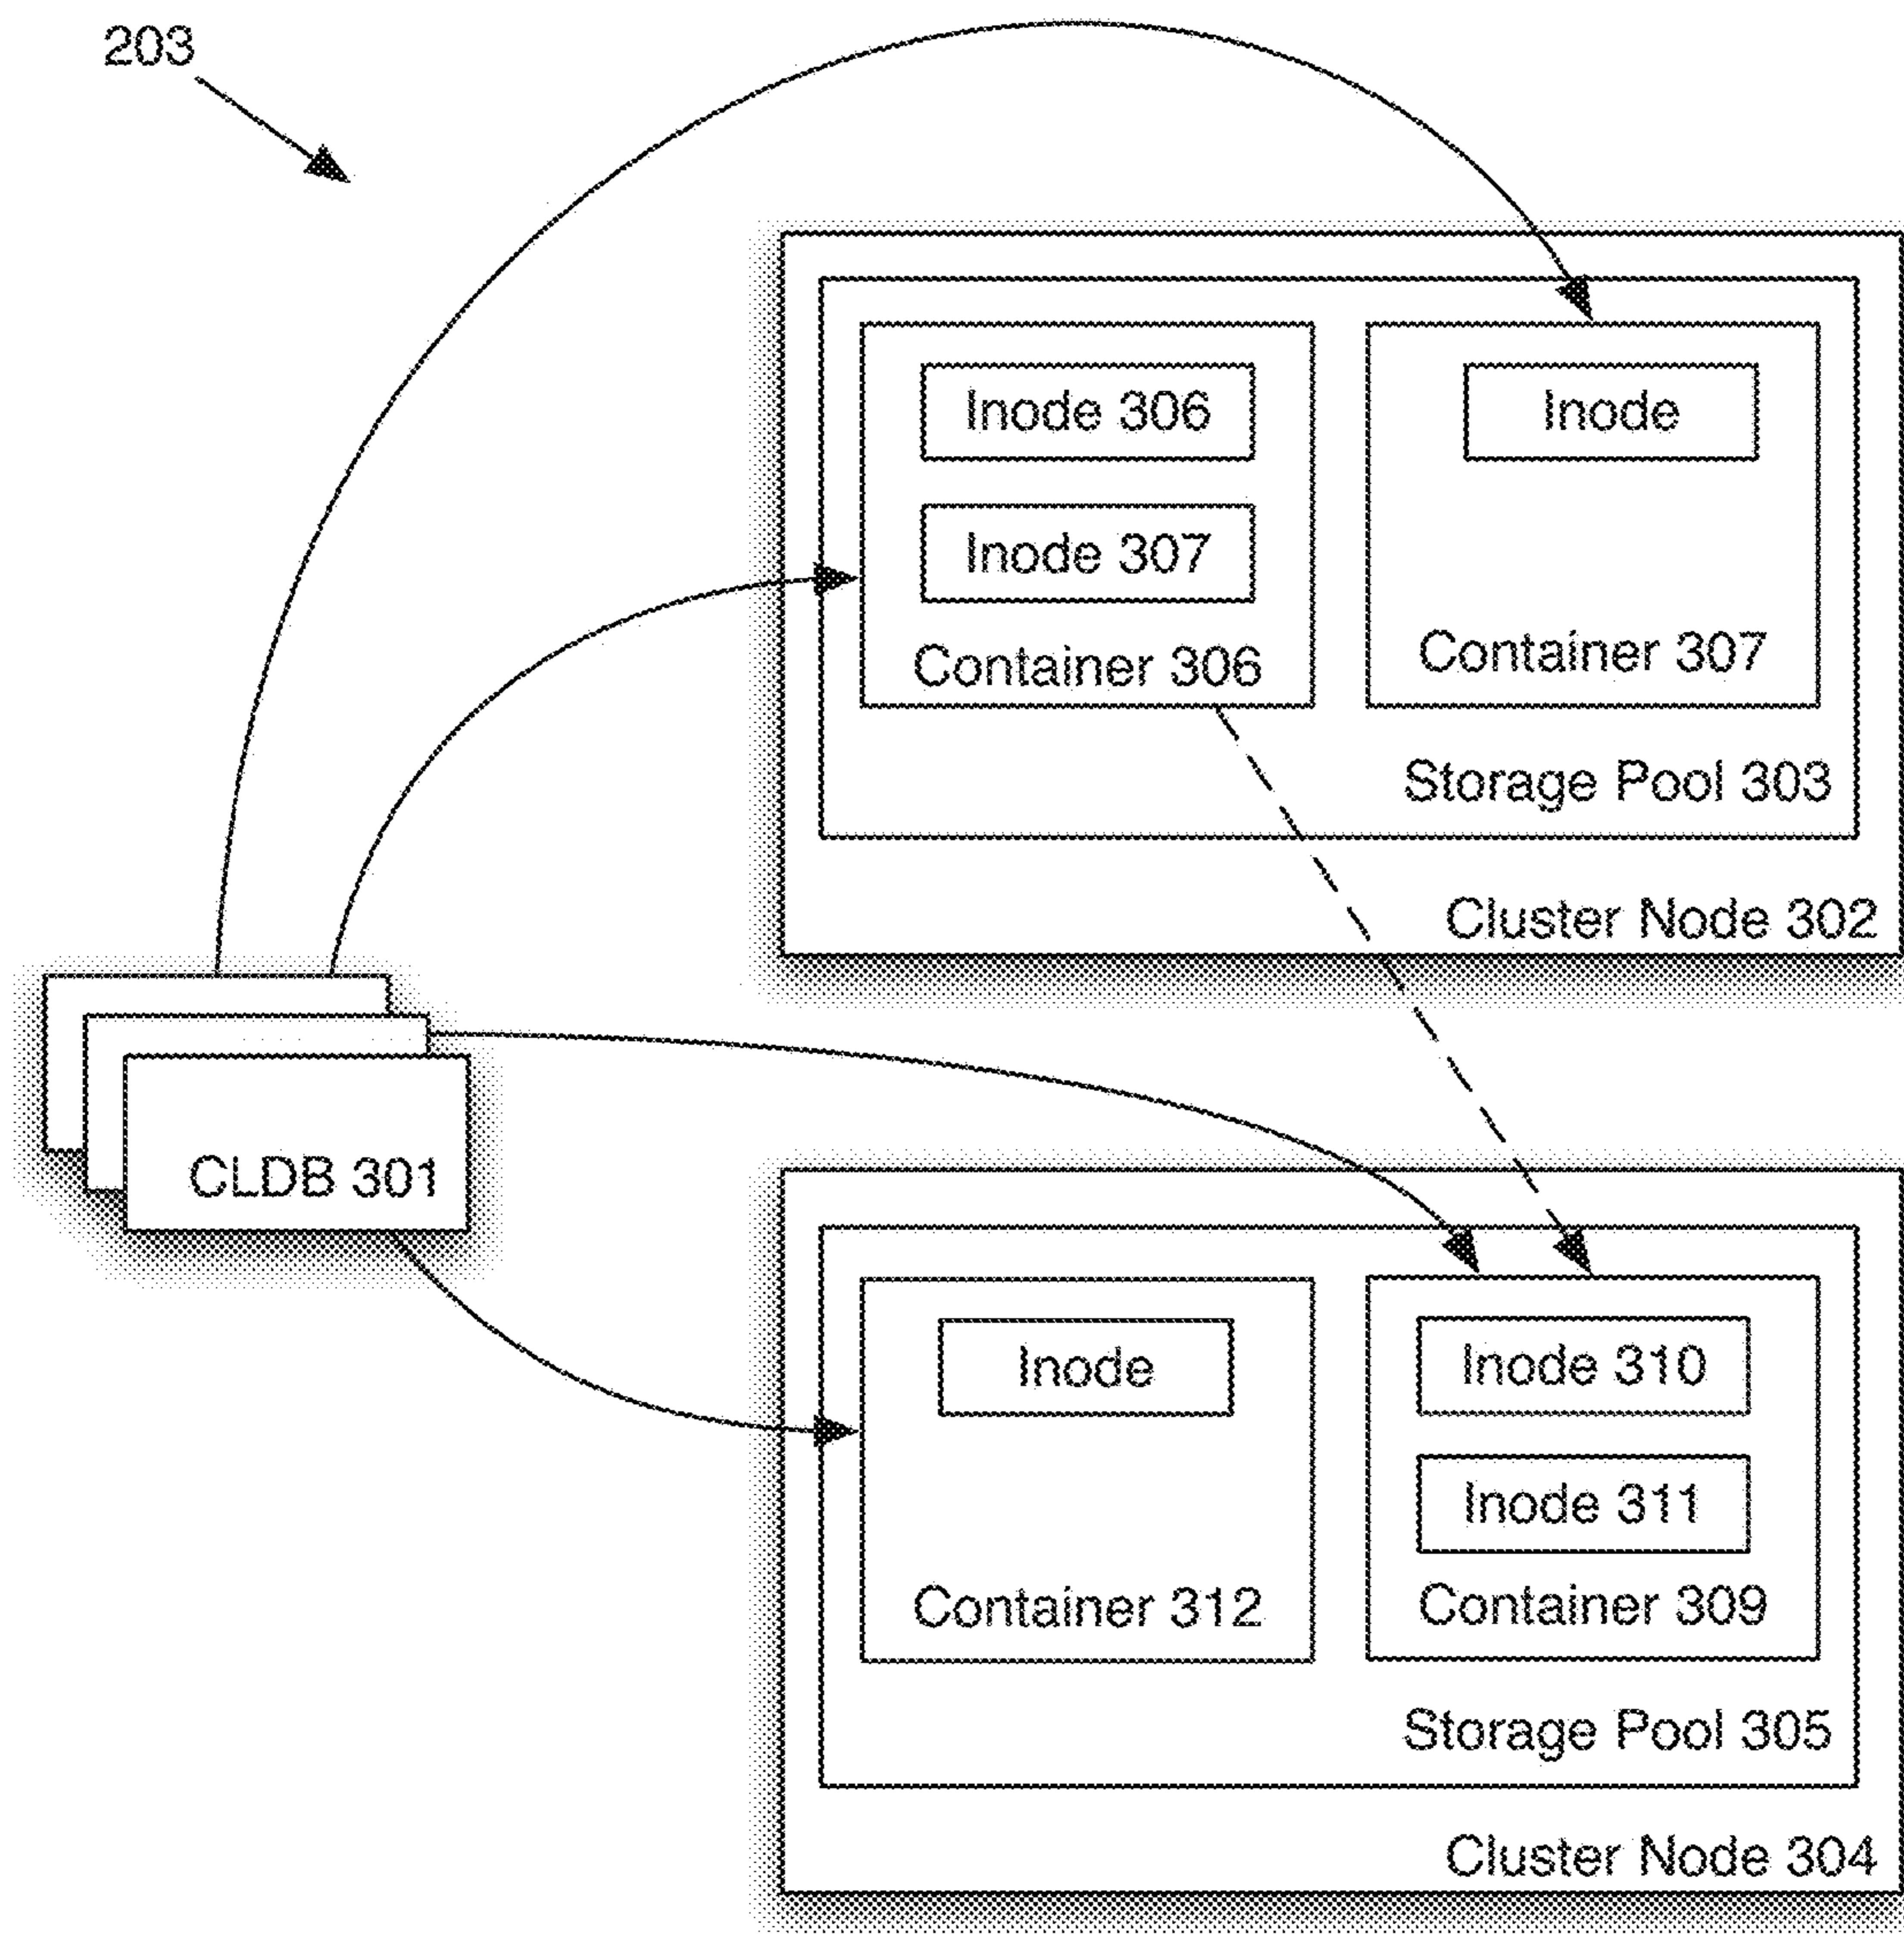 203
Inode 306
Inode
Inode 307
Container 306
Container 307
Storage Pool 303
Cluster Node 302
CLDB 301
Inode
Inode 310
Inode 311
Container 312
Container 309
Storage Pool 305
Cluster Node 304